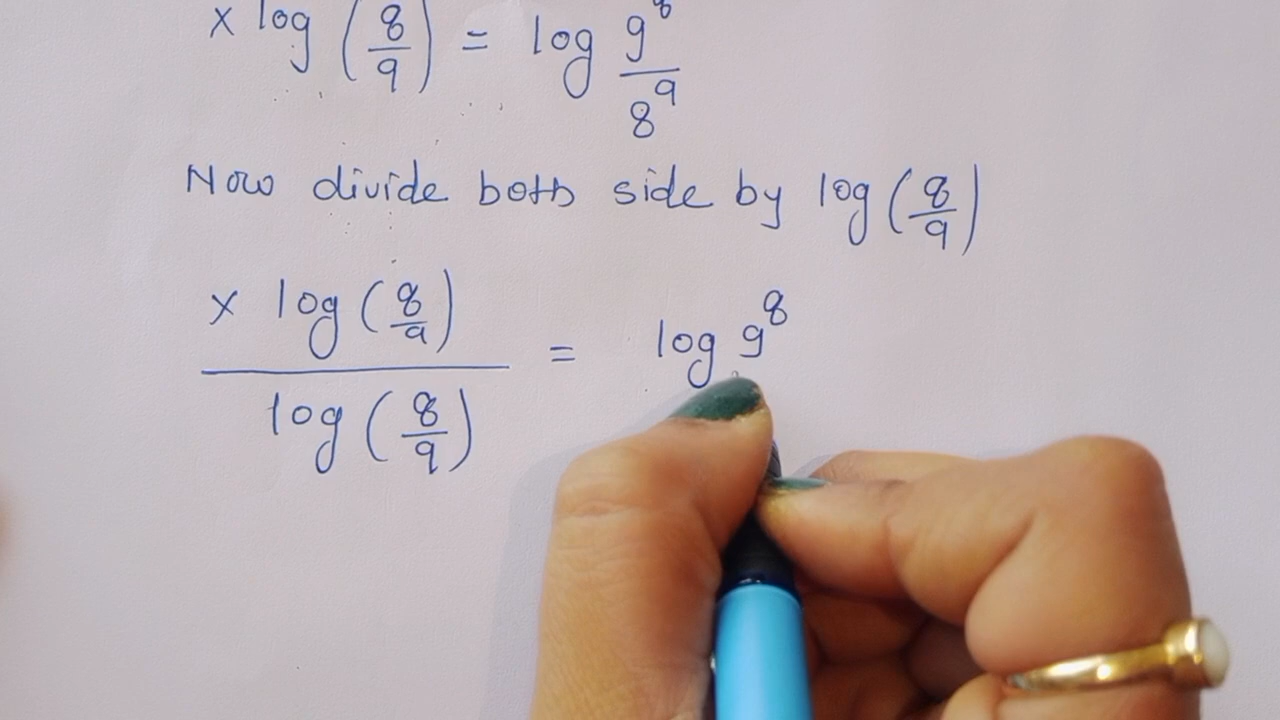 x log (8/9) = log 9^8/8^9
Now divide both side by log (8/9)
x log (8/9) / log (8/9) = log 9^8